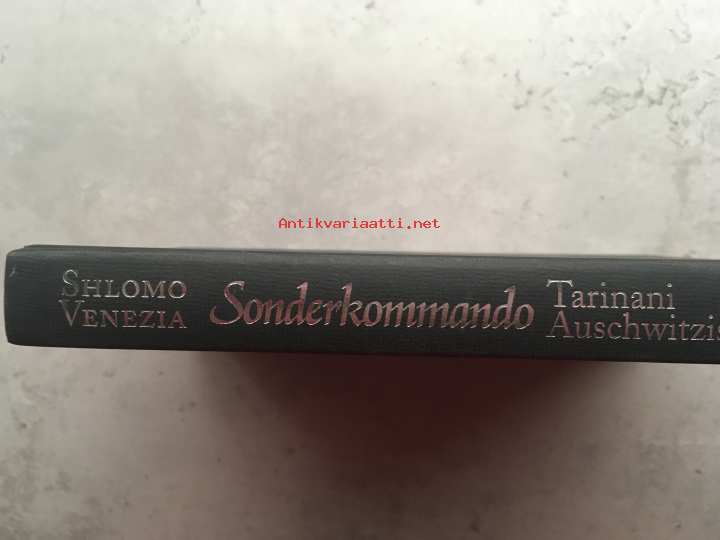 Antikvariaatti.net
SHLOMO
VENEZIA
Sonderkommando
Tarinani
Auschwitzis